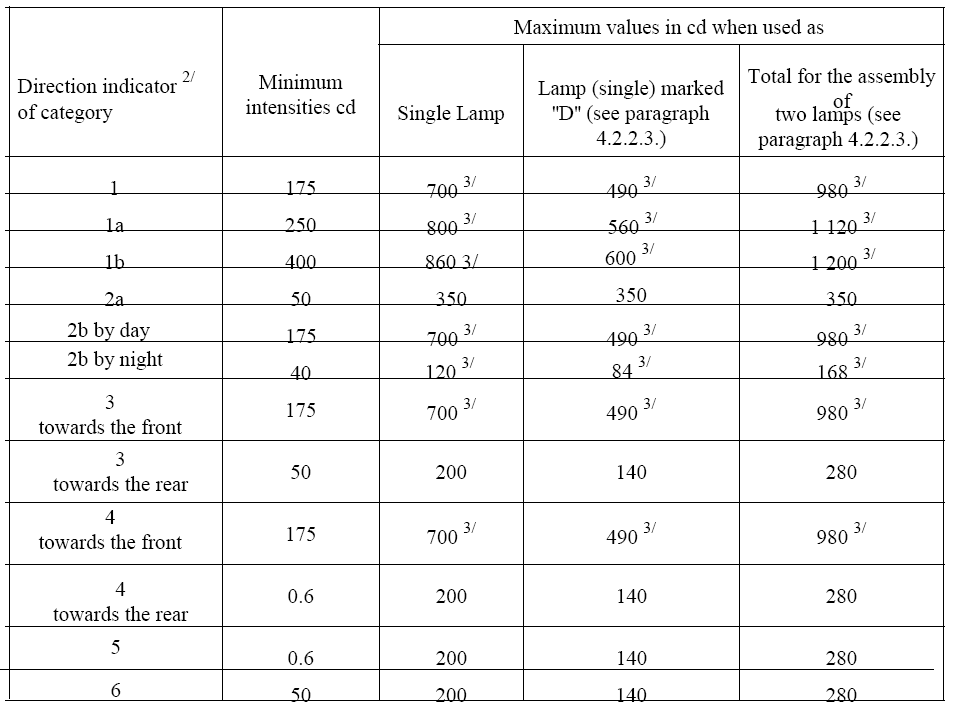 Maximum values in cd when used as
Direction indicator 2/
of category
Minimum
intensities cd
Single Lamp
Lamp (single) marked
"D" (see paragraph
4.2.2.3.)
Total for the assembly
of
two lamps (see
paragraph 4.2.2.3.)
1 175 700 3/ 490 3/ 980 3/
1a 250 800 3/ 560 3/ 1 120 3/
1b 400 860 3/ 600 3/ 1 200 3/
2a 50 350 350 350
2b by day 175 700 3/ 490 3/ 980 3/
2b by night 40 120 3/ 84 3/ 168 3/
3
towards the front 175 700 3/ 490 3/ 980 3/
3
towards the rear 50 200 140 280
4
towards the front 175 700 3/ 490 3/ 980 3/
4
towards the rear 0.6 200 140 280
5 0.6 200 140 280
6 50 200 140 280